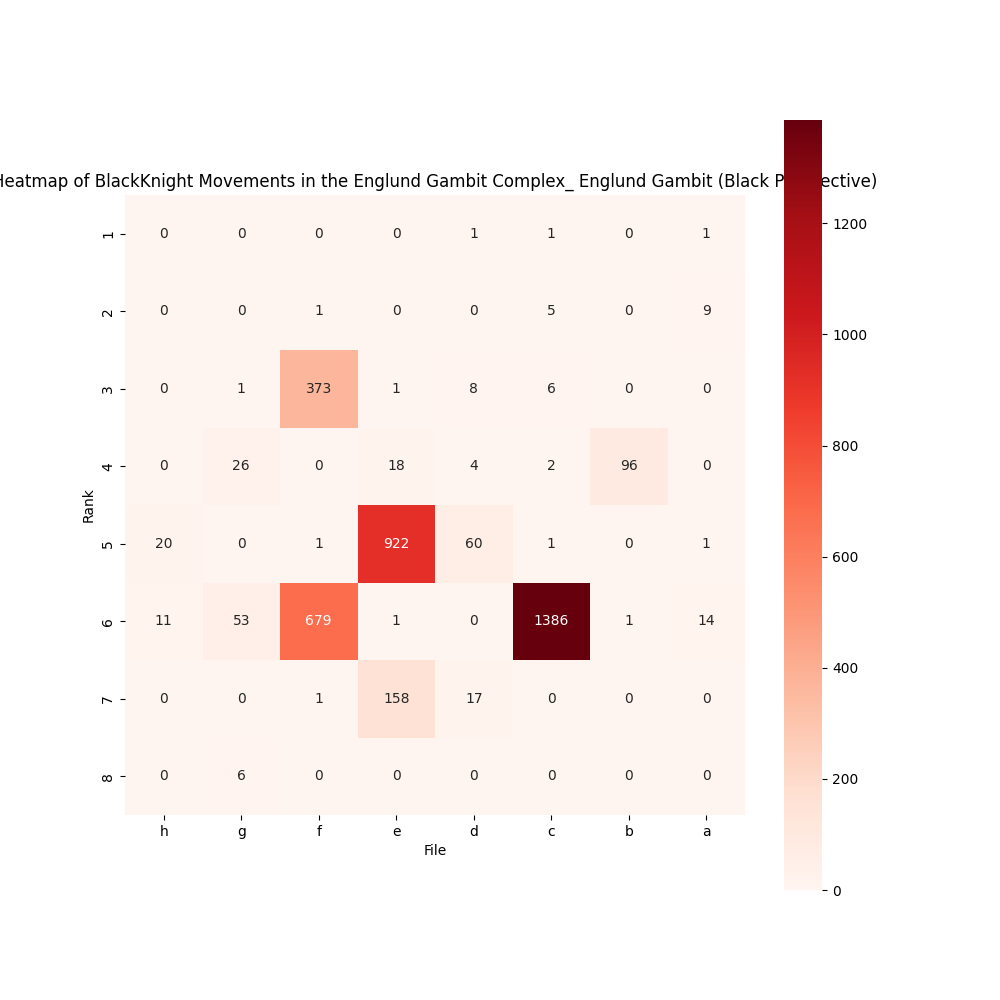 Heatmap of BlackKnight Movements in the Englund Gambit Complex_ Englund Gambit (Black P ective)
1 0 0 0 0 1 1 0 1
2 0 0 1 0 0 5 0 9
3 0 1 373 1 8 6 0 0
4 0 26 0 18 4 2 96 0
5 20 0 1 922 60 1 0 1
6 11 53 679 1 0 1386 1 14
7 0 0 1 158 17 0 0 0
8 0 6 0 0 0 0 0 0
h g f e d c b a
File
Rank
1200
1000
800
600
400
200
0